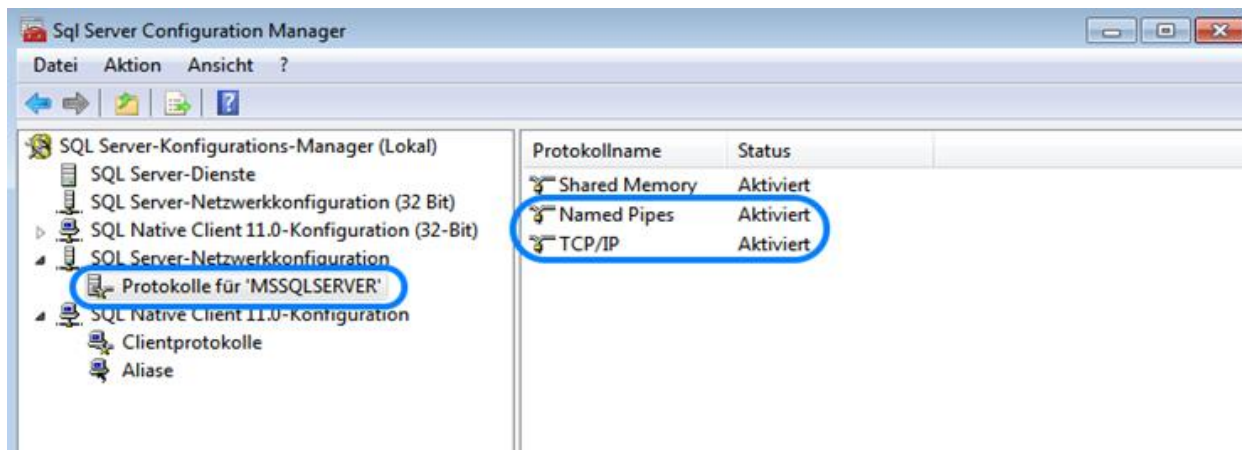 Sql Server Configuration Manager
Datei Aktion Ansicht ?
SQL Server-Konfigurations-Manager (Lokal)
SQL Server-Dienste
SQL Server-Netzwerkkonfiguration (32 Bit)
SQL Native Client 11.0-Konfiguration (32-Bit)
SQL Server-Netzwerkkonfiguration
Protokolle für 'MSSQLSERVER'
SQL Native Client 11.0-Konfiguration
Clientprotokolle
Aliase
Protokollname Status
Shared Memory Aktiviert
Named Pipes Aktiviert
TCP/IP Aktiviert